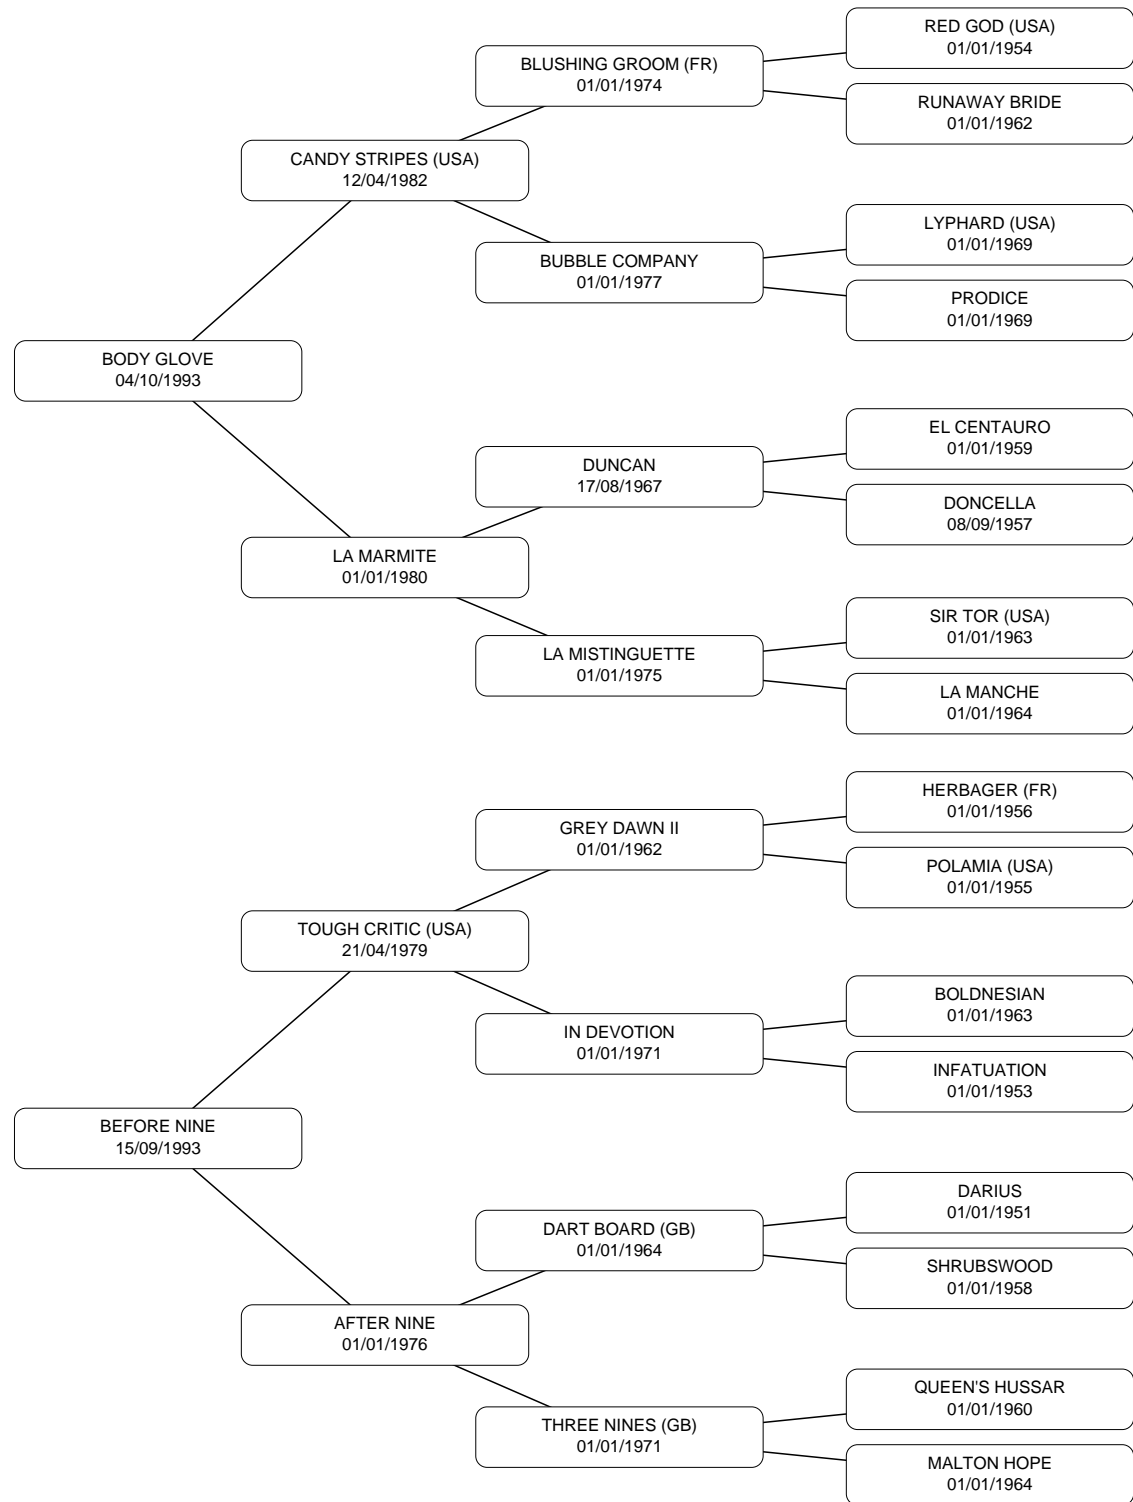 RED GOD (USA)
01/01/1954
BLUSHING GROOM (FR)
01/01/1974
RUNAWAY BRIDE
01/01/1962
CANDY STRIPES (USA)
12/04/1982
LYPHARD (USA)
01/01/1969
BUBBLE COMPANY
01/01/1977
PRODICE
01/01/1969
BODY GLOVE
04/10/1993
EL CENTAURO
01/01/1959
DUNCAN
17/08/1967
DONCELLA
08/09/1957
LA MARMITE
01/01/1980
SIR TOR (USA)
01/01/1963
LA MISTINGUETTE
01/01/1975
LA MANCHE
01/01/1964
HERBAGER (FR)
01/01/1956
GREY DAWN II
01/01/1962
POLAMIA (USA)
01/01/1955
TOUGH CRITIC (USA)
21/04/1979
BOLDNESIAN
01/01/1963
IN DEVOTION
01/01/1971
INFATUATION
01/01/1953
BEFORE NINE
15/09/1993
DARIUS
01/01/1951
DART BOARD (GB)
01/01/1964
SHRUBSWOOD
01/01/1958
AFTER NINE
01/01/1976
QUEEN'S HUSSAR
01/01/1960
THREE NINES (GB)
01/01/1971
MALTON HOPE
01/01/1964